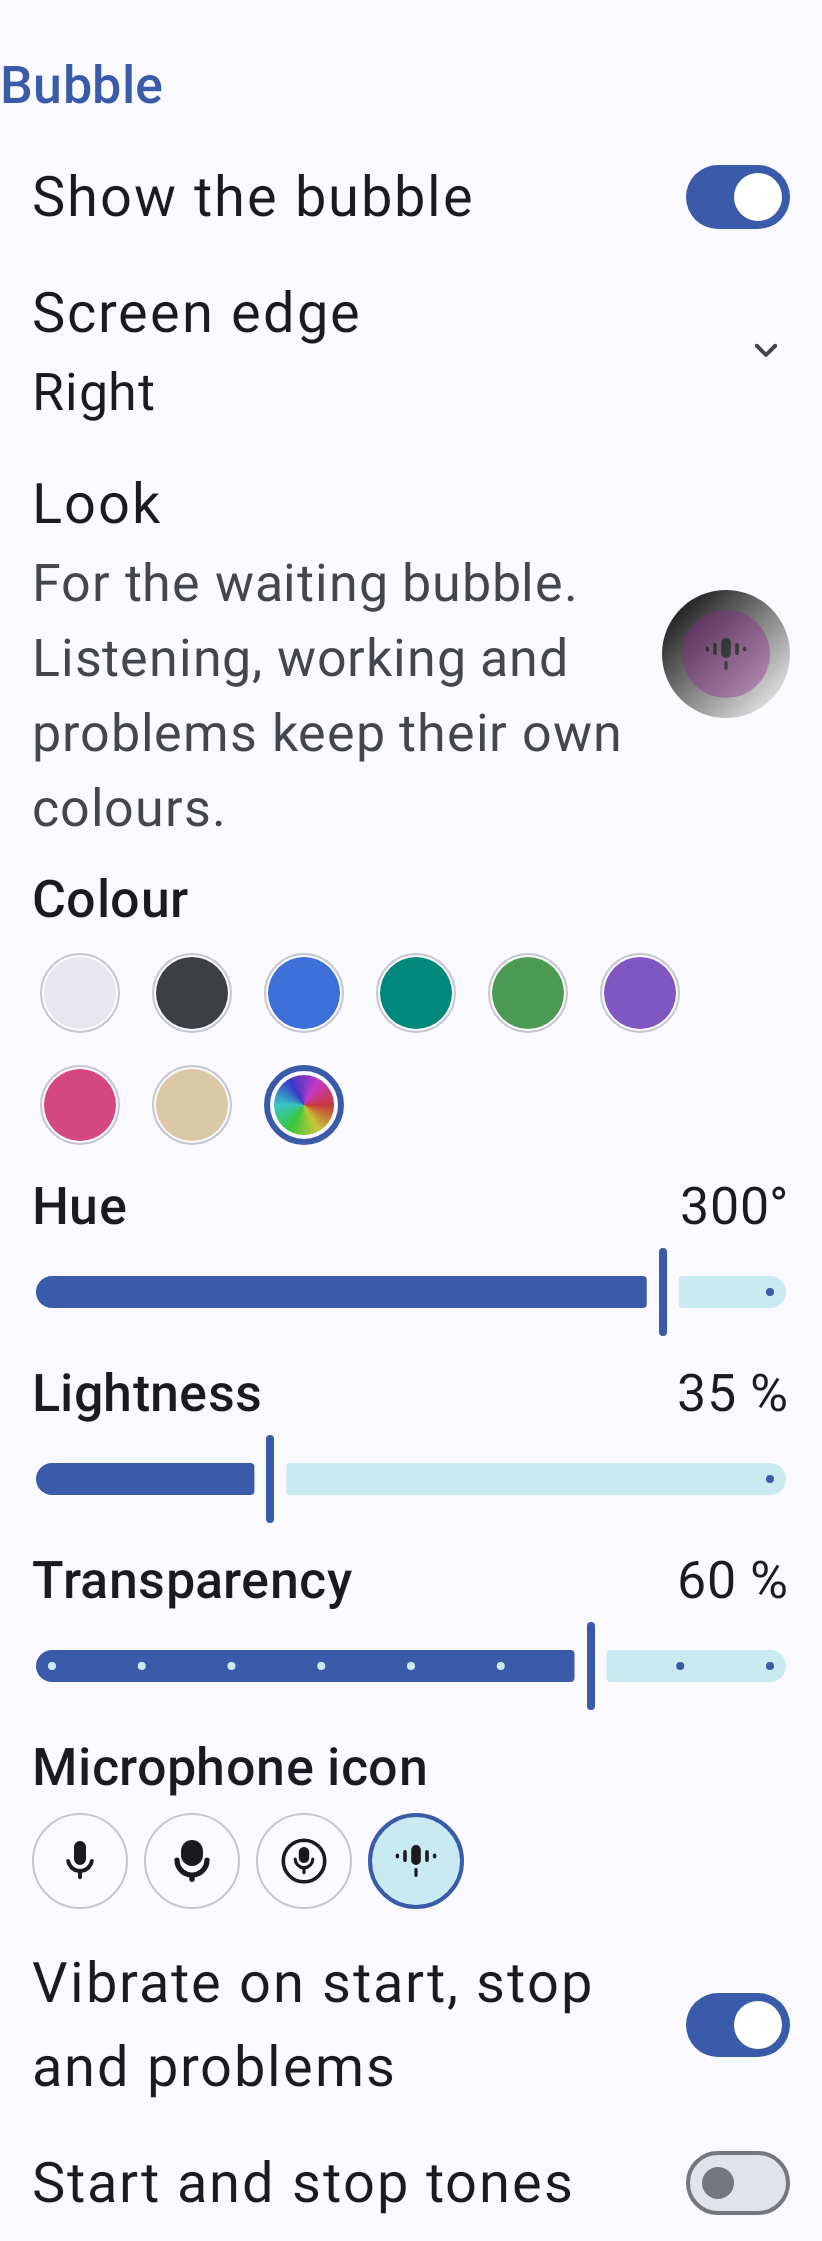 Bubble
Show the bubble
Screen edge
Right
Look
For the waiting bubble.
Listening, working and
problems keep their own
colours.
Colour
Hue 300°
Lightness 35 %
Transparency 60 %
Microphone icon
Vibrate on start, stop
and problems
Start and stop tones